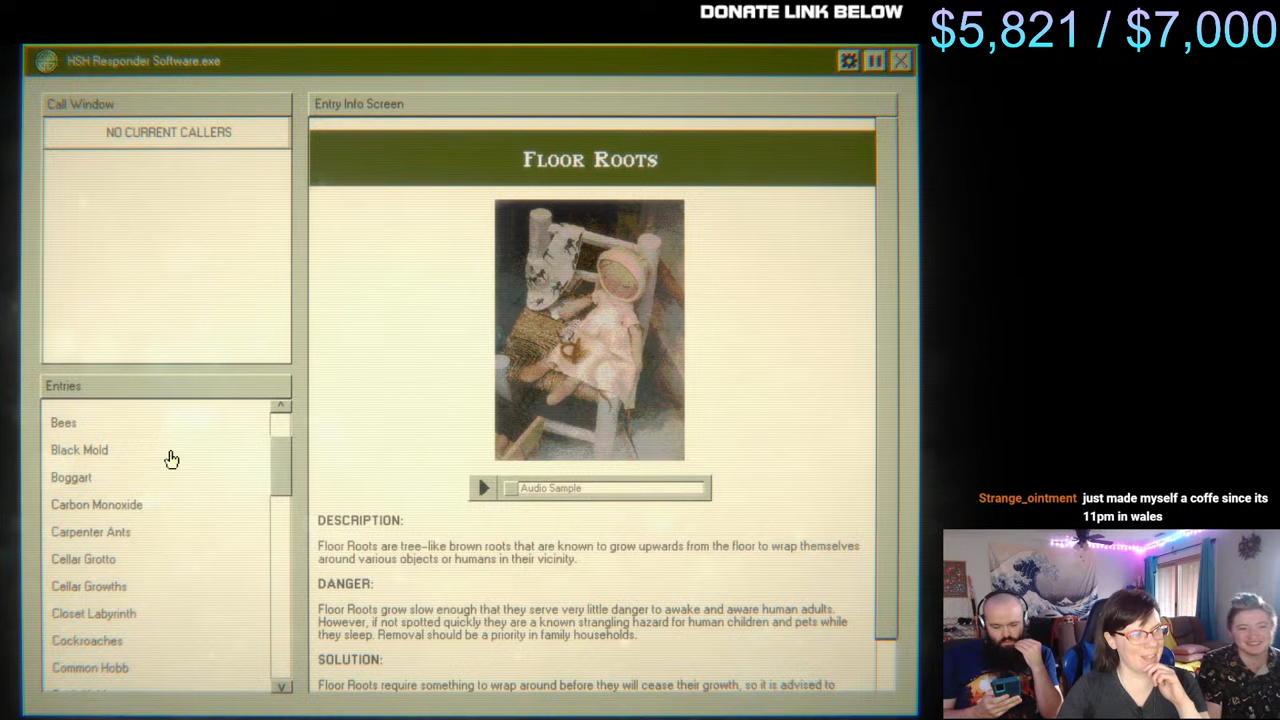 DONATE LINK BELOW
$5,821 / $7,000
HSH Responder Software.exe
Call Window
NO CURRENT CALLERS
Entries
Bees
Black Mold
Boggart
Carbon Monoxide
Carpenter Ants
Cellar Grotto
Cellar Growths
Closet Labyrinth
Cockroaches
Common Hobb
Entry Info Screen
FLOOR ROOTS
Audio Sample
DESCRIPTION:
Floor Roots are tree-like brown roots that are known to grow upwards from the floor to wrap themselves
around various objects or humans in their vicinity.
DANGER:
Floor Roots grow slow enough that they serve very little danger to awake and aware human adults.
However, if not spotted quickly they are a known strangling hazard for human children and pets while
they sleep. Removal should be a priority in family households.
SOLUTION:
Floor Roots require something to wrap around before they will cease their growth, so it is advised to
Strange_ointment just made myself a coffe since its
11pm in wales